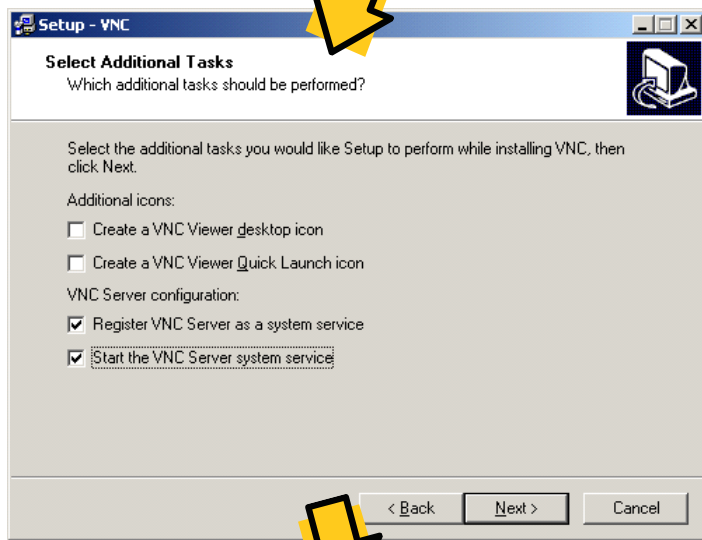 Setup - VNC
Select Additional Tasks
Which additional tasks should be performed?
Select the additional tasks you would like Setup to perform while installing VNC, then
click Next.
Additional icons:
Create a VNC Viewer desktop icon
Create a VNC Viewer Quick Launch icon
VNC Server configuration:
Register VNC Server as a system service
Start the VNC Server system service
< Back
Next >
Cancel